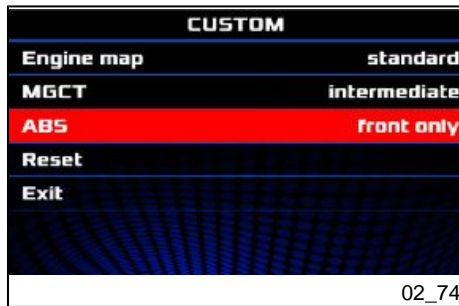 CUSTOM
Engine map standard
MGCT intermediate
ABS front only
Reset
Exit
02_74